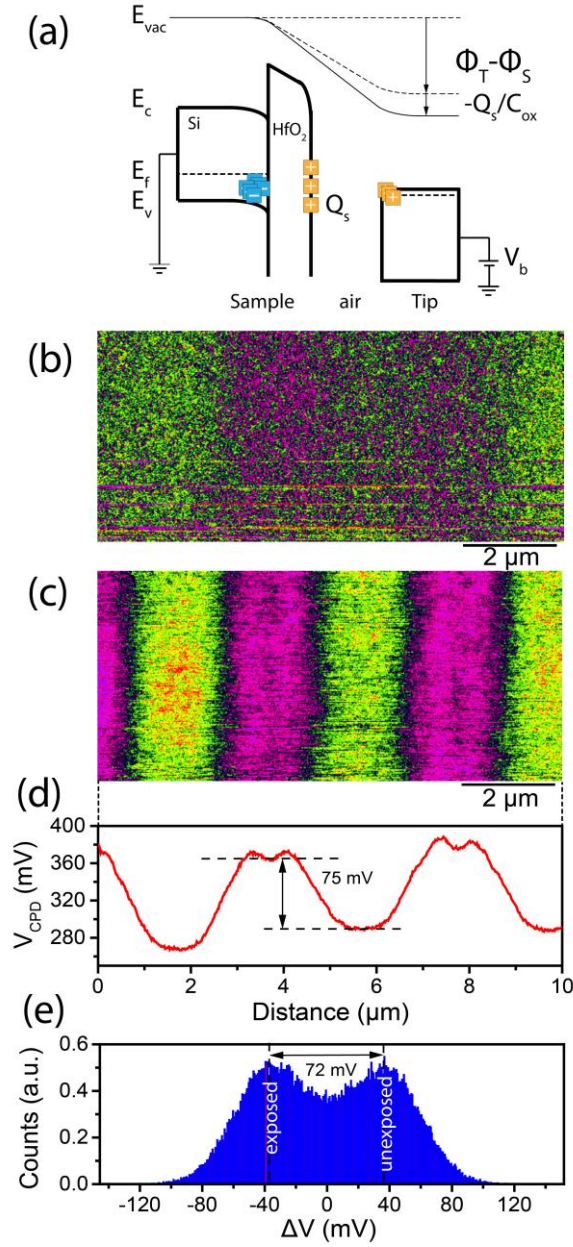 (a)
E_vac
Φ_T-Φ_S
-Q_s/C_ox
E_c
Si
HfO₂
E_f
E_v
Q_s
V_b
Sample air Tip
(b)
2 μm
(c)
2 μm
(d)
400
360
320
280
V_CPD (mV)
75 mV
0 2 4 6 8 10
Distance (μm)
(e)
0.6
0.4
0.2
0.0
Counts (a.u.)
72 mV
exposed
unexposed
-120 -80 -40 0 40 80 120
ΔV (mV)